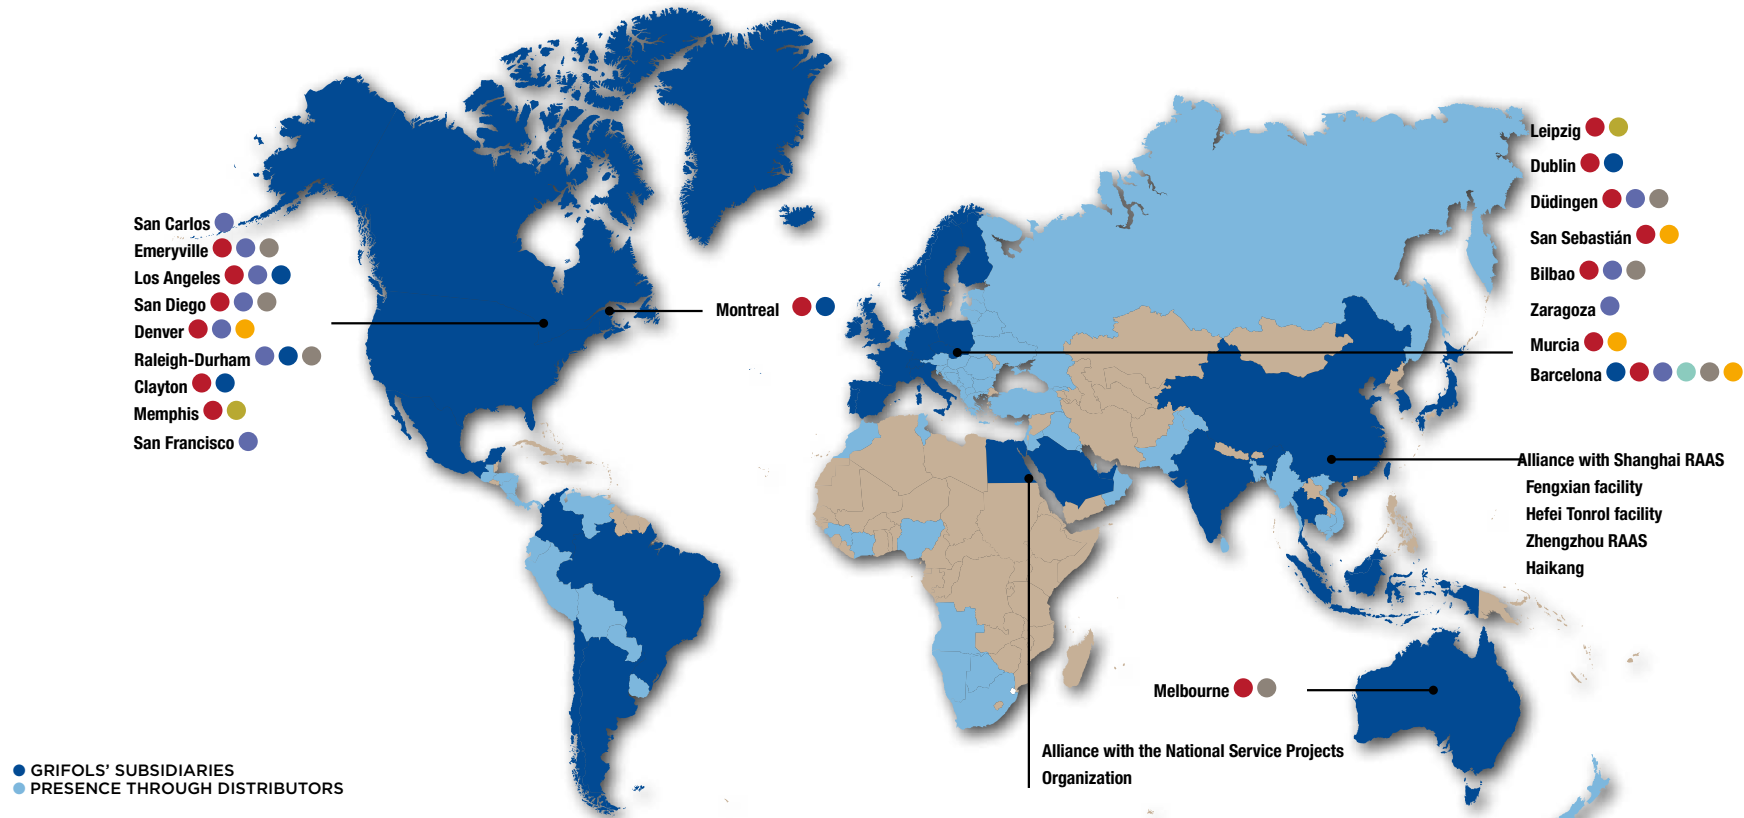 San Carlos
Emeryville
Los Angeles
San Diego
Denver
Raleigh-Durham
Clayton
Memphis
San Francisco
Montreal
Leipzig
Dublin
Düdingen
San Sebastián
Bilbao
Zaragoza
Murcia
Barcelona
Alliance with Shanghai RAAS
Fengxian facility
Hefei Tonrol facility
Zhengzhou RAAS
Haikang
Melbourne
Alliance with the National Service Projects
Organization
GRIFOLS' SUBSIDIARIES
PRESENCE THROUGH DISTRIBUTORS